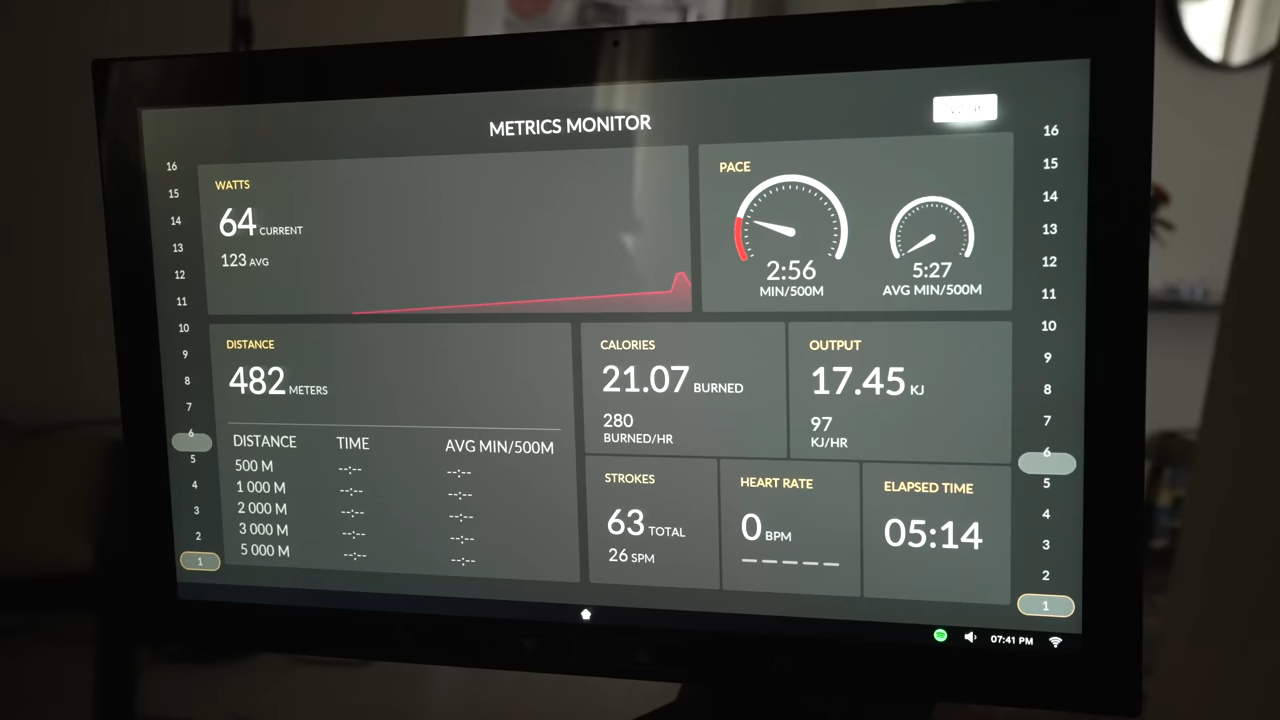 METRICS MONITOR
16
15
14
13
12
11
10
9
8
7
6
5
4
3
2
1
WATTS
64 CURRENT
123 AVG
PACE
2:56
MIN/500M
5:27
AVG MIN/500M
DISTANCE
482 METERS
DISTANCE TIME AVG MIN/500M
500 M --:-- --:--
1 000 M --:-- --:--
2 000 M --:-- --:--
3 000 M --:-- --:--
5 000 M --:-- --:--
CALORIES
21.07 BURNED
280
BURNED/HR
OUTPUT
17.45 KJ
97
KJ/HR
STROKES
63 TOTAL
26 SPM
HEART RATE
0 BPM
ELAPSED TIME
05:14
16
15
14
13
12
11
10
9
8
7
6
5
4
3
2
1
07:41 PM